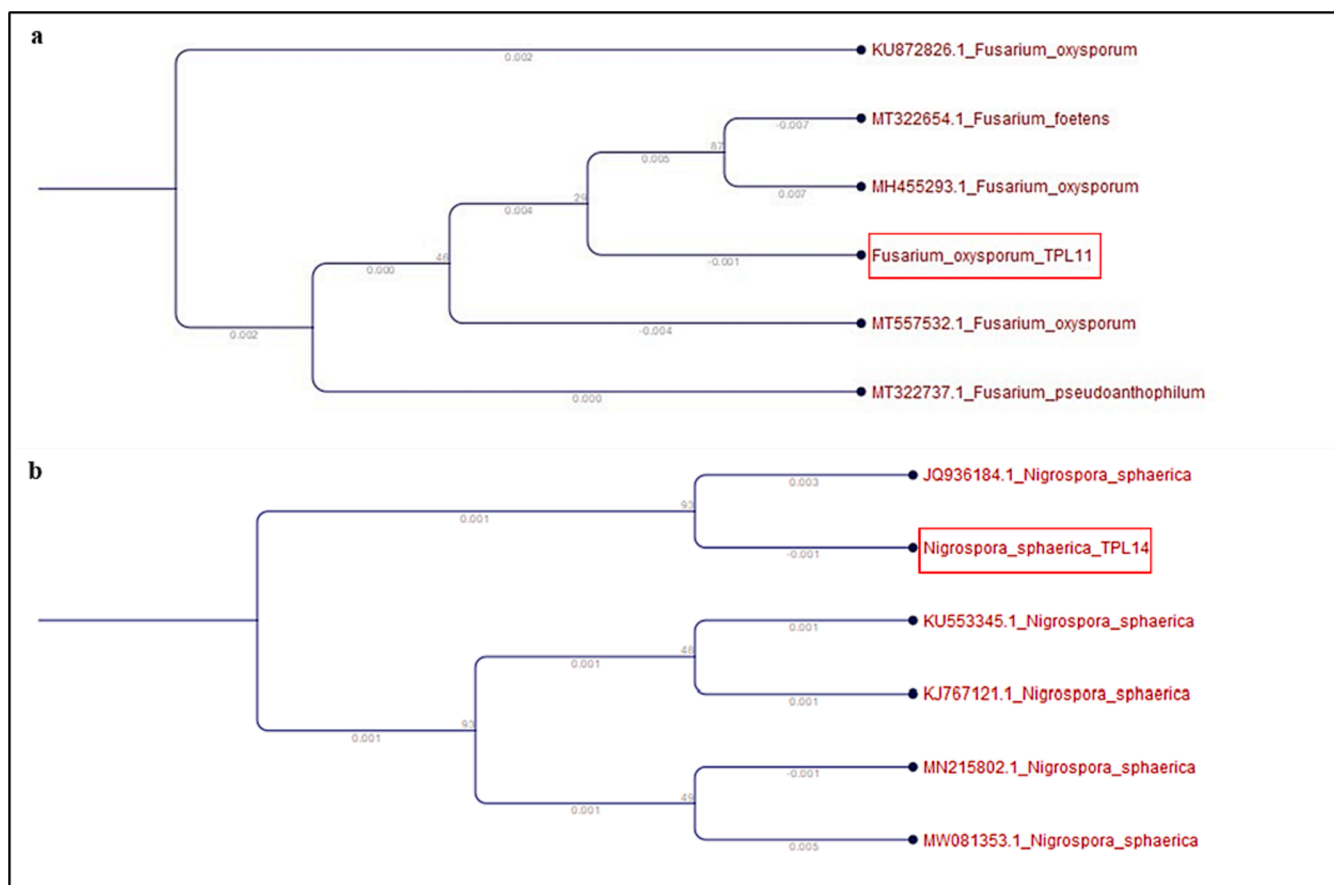 a
KU872826.1_Fusarium_oxysporum
0.002
MT322654.1_Fusarium_foetens
-0.007
87
0.005
MH455293.1_Fusarium_oxysporum
0.007
29
0.004
Fusarium_oxysporum_TPL11
-0.001
46
0.000
MT557532.1_Fusarium_oxysporum
-0.004
0.002
MT322737.1_Fusarium_pseudoanthophilum
0.000
b
JQ936184.1_Nigrospora_sphaerica
0.003
93
0.001
Nigrospora_sphaerica_TPL14
-0.001
KU553345.1_Nigrospora_sphaerica
0.001
48
0.001
KJ767121.1_Nigrospora_sphaerica
0.001
93
0.001
MN215802.1_Nigrospora_sphaerica
-0.001
49
0.001
MW081353.1_Nigrospora_sphaerica
0.005